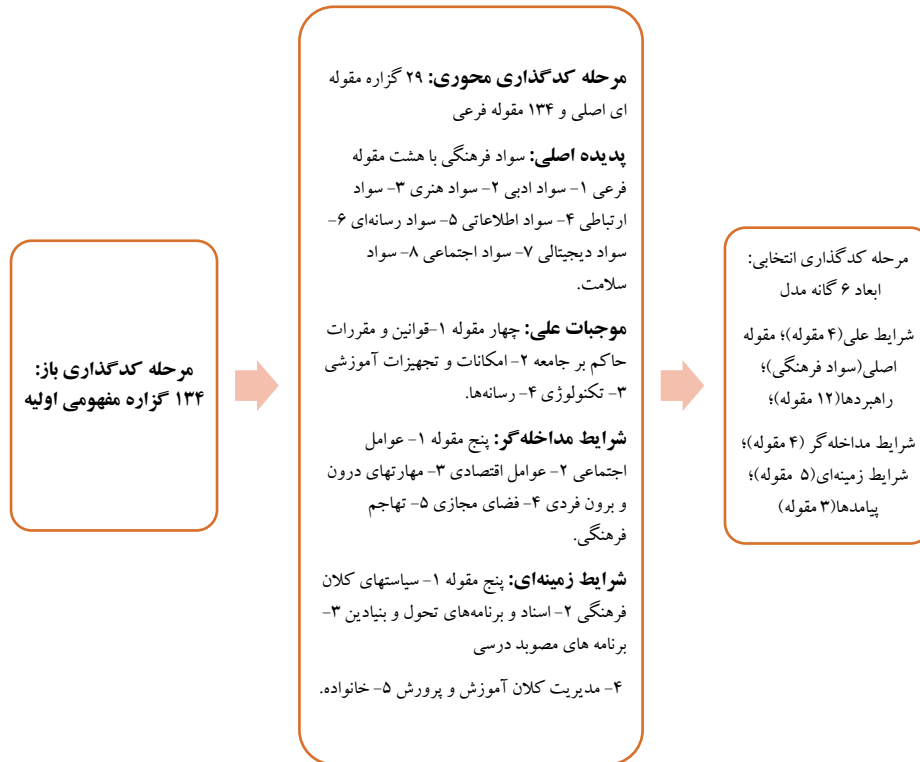 مرحله کدگذاری باز:
۱۳۴ گزاره مفهومی اولیه
مرحله کدگذاری محوری: ۲۹ گزاره مقوله
ای اصلی و ۱۳۴ مقوله فرعی
پدیده اصلی: سواد فرهنگی با هشت مقوله
فرعی ۱- سواد ادبی ۲- سواد هنری ۳- سواد
ارتباطی ۴- سواد اطلاعاتی ۵- سواد رسانه‌ای ۶-
سواد دیجیتالی ۷- سواد اجتماعی ۸- سواد
سلامت.
موجبات علی: چهار مقوله ۱-قوانین و مقررات
حاکم بر جامعه ۲- امکانات و تجهیزات آموزشی
۳- تکنولوژی ۴- رسانه‌ها.
شرایط مداخله‌گر: پنج مقوله ۱- عوامل
اجتماعی ۲- عوامل اقتصادی ۳- مهارتهای درون
و برون فردی ۴- فضای مجازی ۵- تهاجم
فرهنگی.
شرایط زمینه‌ای: پنج مقوله ۱- سیاستهای کلان
فرهنگی ۲- اسناد و برنامه‌های تحول و بنیادین ۳-
برنامه های مصوبد درسی
۴- مدیریت کلان آموزش و پرورش ۵- خانواده.
مرحله کدگذاری انتخابی:
ابعاد ۶ گانه مدل
شرایط علی(۴ مقوله)؛ مقوله
اصلی(سواد فرهنگی)؛
راهبردها(۱۲ مقوله)؛
شرایط مداخله‌گر (۴ مقوله)؛
شرایط زمینه‌ای(۵ مقوله)؛
پیامدها(۳ مقوله)